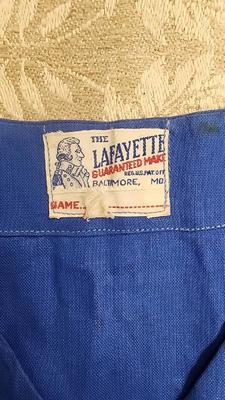 THE
LAFAYETTE
GUARANTEED MAKE
REG. U.S. PAT. OFF.
BALTIMORE, MD.
NAME